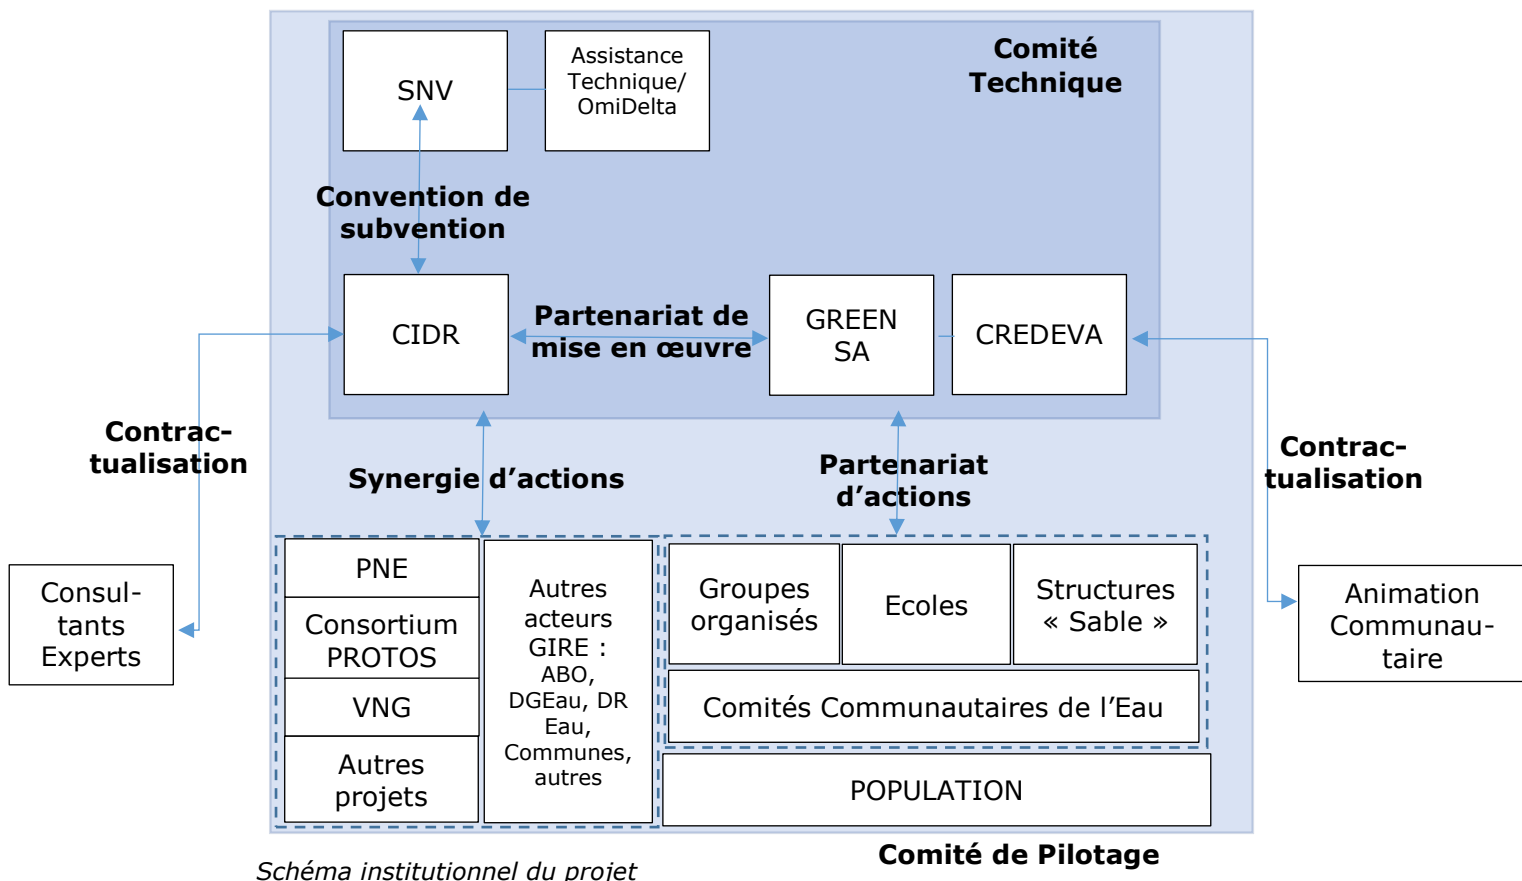 Comité
Technique
SNV
Assistance
Technique/
OmiDelta
Convention de
subvention
CIDR
Partenariat de
mise en œuvre
GREEN
SA
CREDEVA
Contrac-
tualisation
Synergie d’actions
Partenariat
d’actions
Contrac-
tualisation
Consul-
tants
Experts
PNE
Consortium
PROTOS
VNG
Autres
projets
Autres
acteurs
GIRE :
ABO,
DGEau, DR
Eau,
Communes,
autres
Groupes
organisés
Ecoles
Structures
« Sable »
Comités Communautaires de l’Eau
POPULATION
Animation
Communau-
taire
Comité de Pilotage
Schéma institutionnel du projet